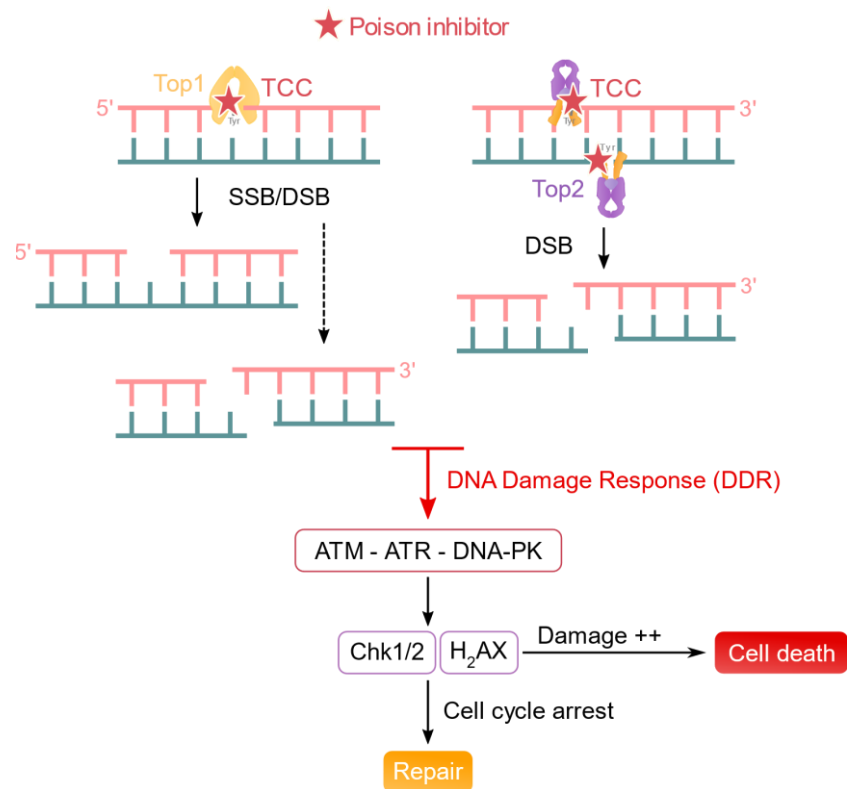 Poison inhibitor
Top1
TCC
5'
Tyr
TCC
3'
Tyr
Tyr
Top2
SSB/DSB
DSB
5'
3'
3'
DNA Damage Response (DDR)
ATM - ATR - DNA-PK
Chk1/2
H₂AX
Damage ++
Cell death
Cell cycle arrest
Repair